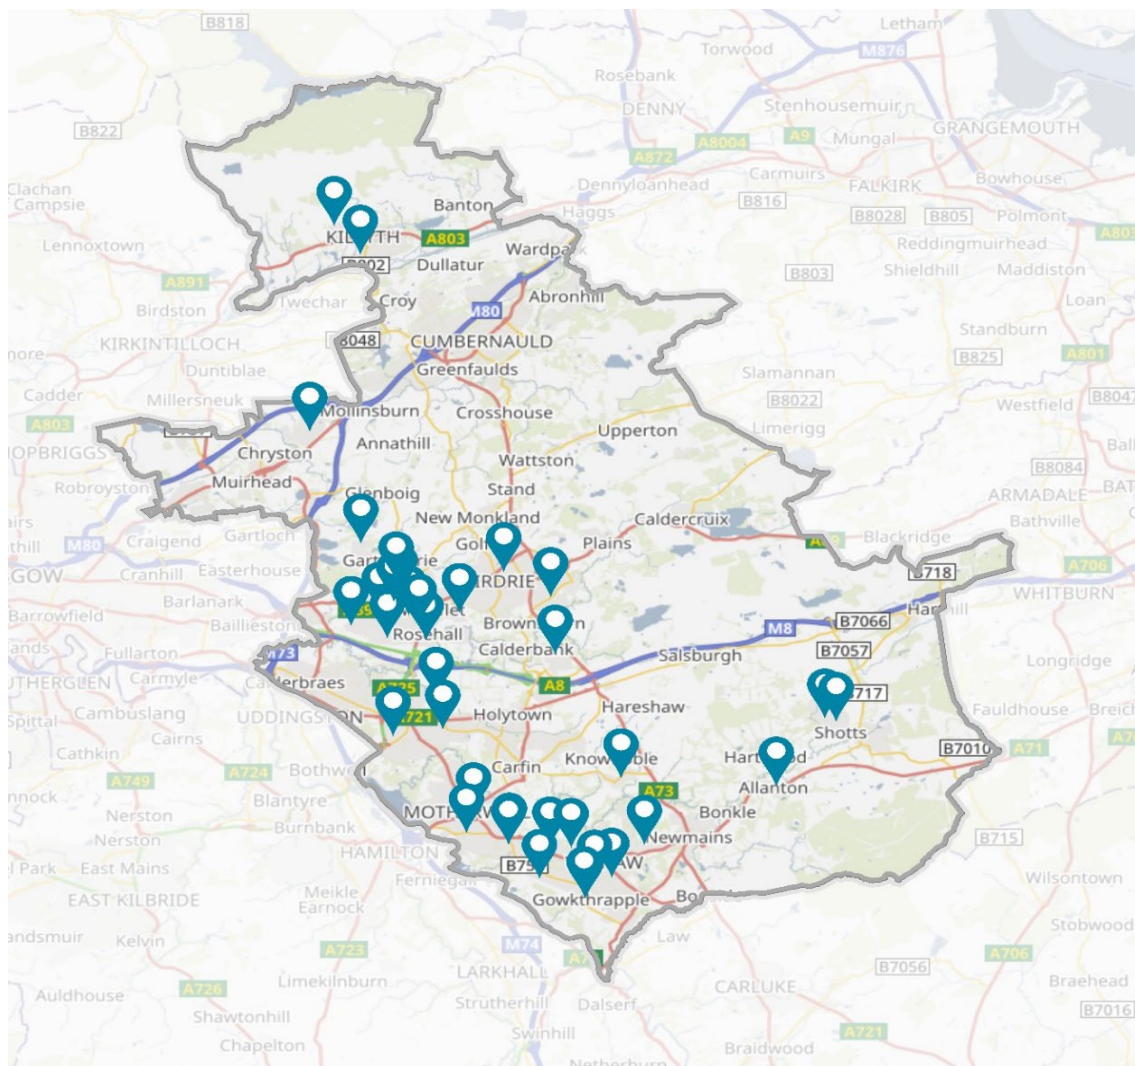 B818
Letham
Torwood
M876
Rosebank
DENNY
Stenhousemuir
GRANGEMOUTH
B822
A8004
A9
Mungal
A872
Carmuirs
Bowhouse
Clachan
of Campsie
Dennyloanhead
B816
FALKIRK
Banton
Haggs
B8028
B805
Polmont
Lennoxtown
A803
A803
Reddingmuirhead
Wardpark
B802
Dullatur
B803
Shieldhill
Maddiston
A891
Twechar
Croy
Abronhill
Loan
Birdston
M80
Standburn
KIRKINTILLOCH
B8048
CUMBERNAULD
B825
A801
Duntiblae
Greenfaulds
Slamannan
Cadder
Millersneuk
B8022
Westfield
B8047
A803
Mollinsburn
Crosshouse
Limerigg
Upperton
Annathill
Chryston
Wattston
B8084
Robroyston
Muirhead
Glenboig
Stand
ARMADALE
New Monkland
Caldercruix
Bathville
M80
Craigend
Gartloch
Plains
Blackridge
Cranhill
Easterhouse
A706
B718
Barlanark
WHITBURN
Barrowfield
Baillieston
Rosehall
B7066
M8
Fullarton
M73
Calderbank
Salsburgh
B7057
Longridge
Carmyle
A725
A8
Cambuslang
UDDINGSTON
A721
Holytown
Hareshaw
Fauldhouse
Spittal
Cairns
Shotts
B7010
A71
Cathkin
A724
Carfin
A749
Blantyre
Allanton
A73
Nerston
Burnbank
Bonkle
Newmains
B715
Nerston
HAMILTON
East Mains
Ferniegair
Meikle
Earnock
Wilsontown
EAST KILBRIDE
Gowkthrapple
Stobwood
Kelvin
M74
Law
A723
A706
LARKHALL
B7056
Limekilnburn
CARLUKE
Braehead
Auldhouse
A726
Strutherhill
Dalserf
B7016
Shawtonhill
Swinhill
A721
Chapelton
Braidwood
Netherburn